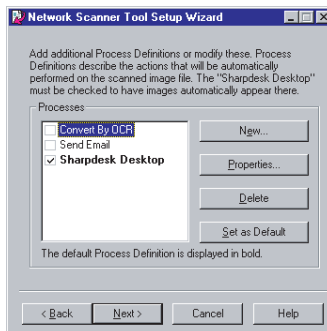 Network Scanner Tool Setup Wizard
Add additional Process Definitions or modify these. Process
Definitions describe the actions that will be automatically
performed on the scanned image file. The "Sharpdesk Desktop"
must be checked to have images automatically appear there.
Processes
Convert By OCR
Send Email
Sharpdesk Desktop
New...
Properties...
Delete
Set as Default
The default Process Definition is displayed in bold.
< Back
Next >
Cancel
Help